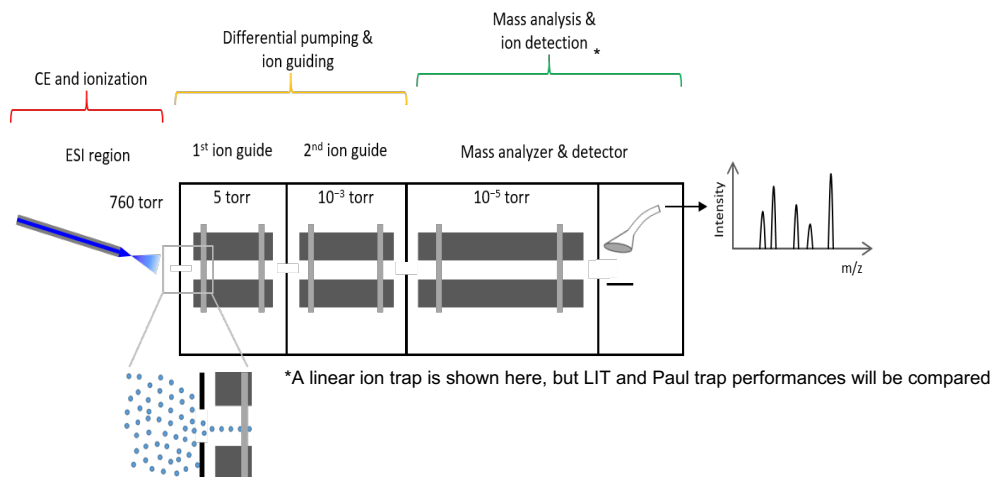 Mass analysis &
ion detection *
Differential pumping &
ion guiding
CE and ionization
ESI region
1st ion guide
2nd ion guide
Mass analyzer & detector
760 torr
5 torr
10⁻³ torr
10⁻⁵ torr
Intensity
m/z
*A linear ion trap is shown here, but LIT and Paul trap performances will be compared